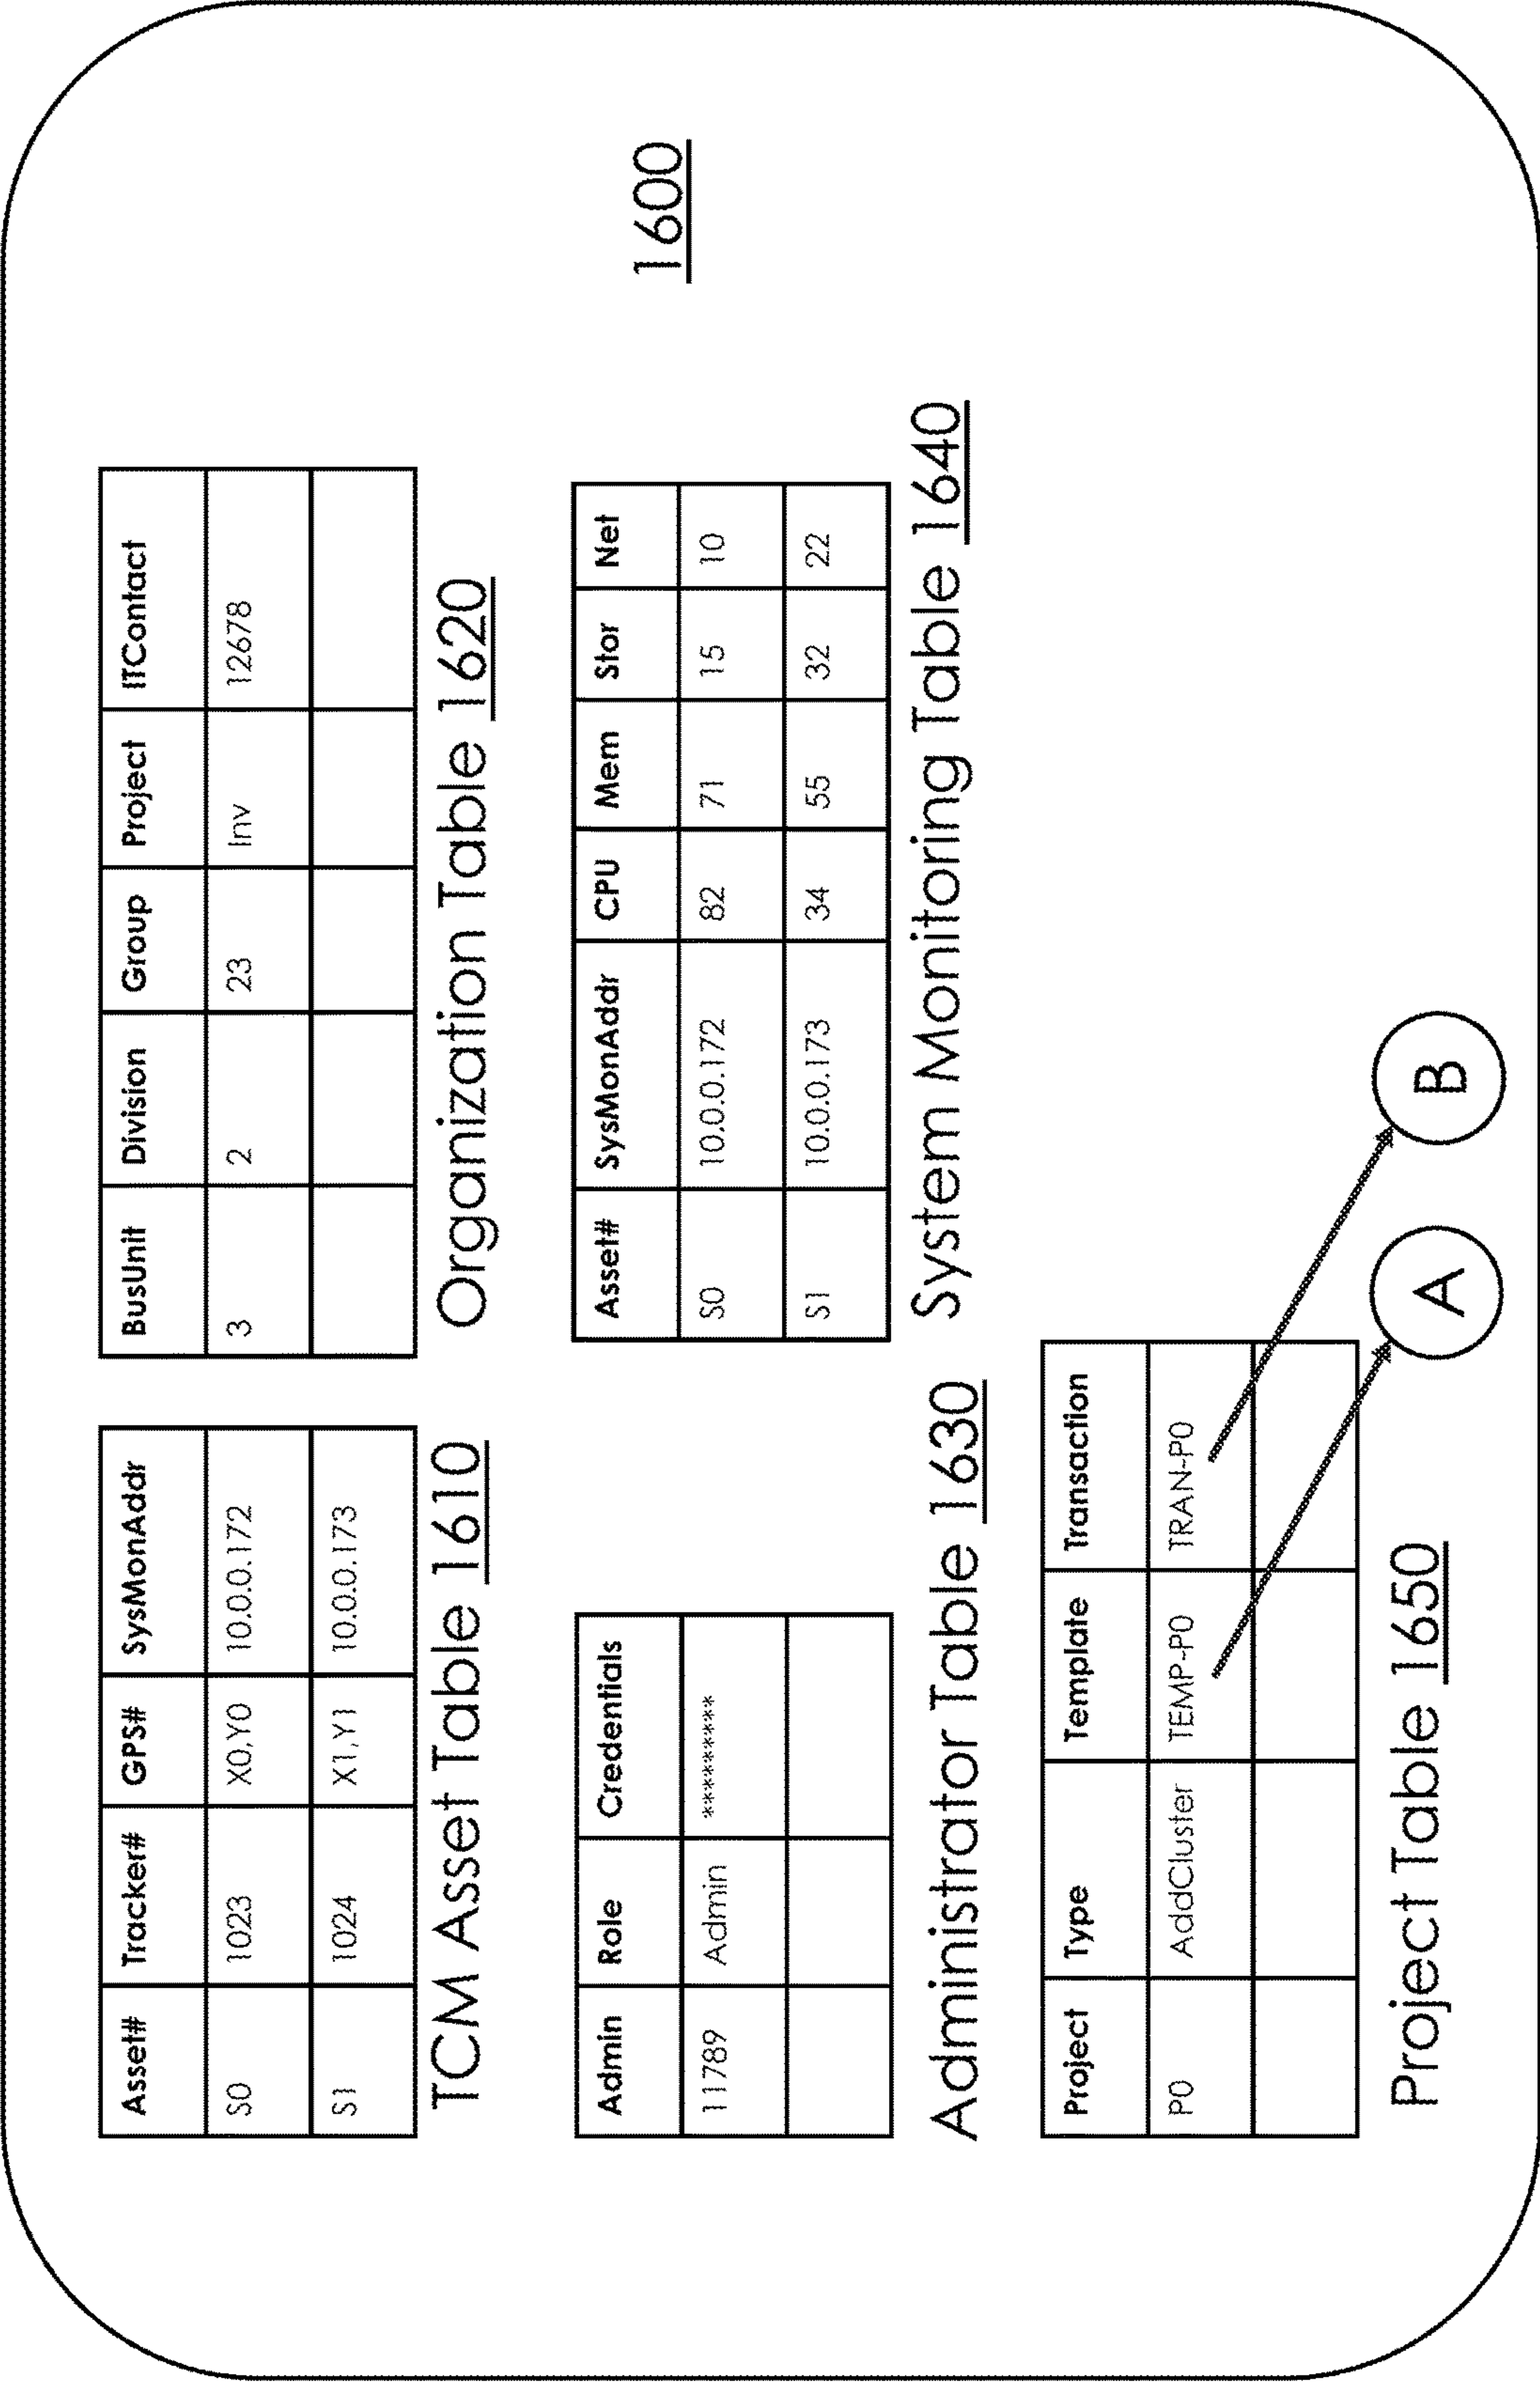 Asset# Tracker# GPS# SysMonAddr
S0 1023 X0,Y0 10.0.0.172
S1 1024 X1,Y1 10.0.0.173
TCM Asset Table 1610
BusUnit Division Group Project ITContact
3 2 23 Inv 12678
Organization Table 1620
Admin Role Credentials
11789 Admin *********
Administrator Table 1630
Asset# SysMonAddr CPU Mem Stor Net
S0 10.0.0.172 82 71 15 10
S1 10.0.0.173 34 55 32 22
System Monitoring Table 1640
1600
Project Type Template Transaction
P0 AddCluster TEMP-P0 TRAN-P0
Project Table 1650
A
B